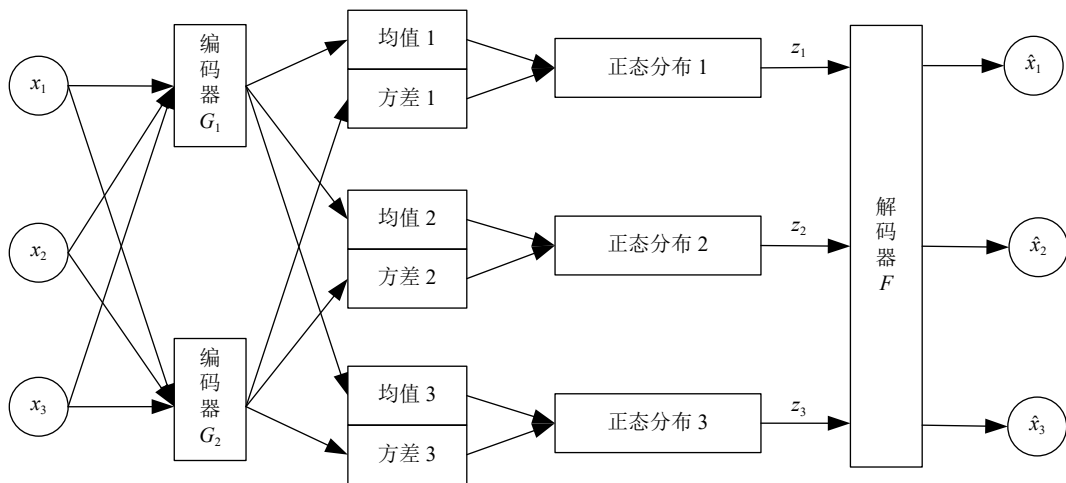 x₁
x₂
x₃
编
码
器
G₁
编
码
器
G₂
均值 1
方差 1
均值 2
方差 2
均值 3
方差 3
正态分布 1
正态分布 2
正态分布 3
z₁
z₂
z₃
解
码
器
F
x̂₁
x̂₂
x̂₃